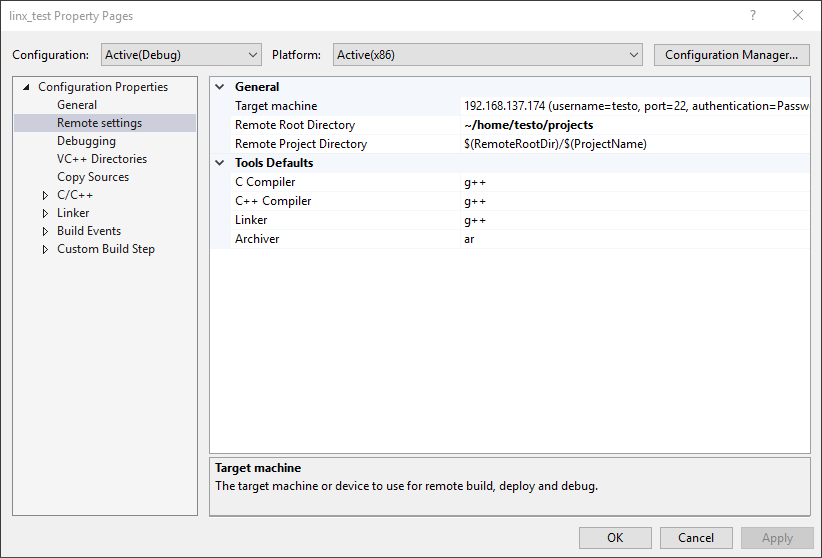 linx_test Property Pages
?
Configuration: Active(Debug) Platform: Active(x86) Configuration Manager...
Configuration Properties
General
Remote settings
Debugging
VC++ Directories
Copy Sources
C/C++
Linker
Build Events
Custom Build Step
General
Target machine 192.168.137.174 (username=testo, port=22, authentication=Passw
Remote Root Directory ~/home/testo/projects
Remote Project Directory $(RemoteRootDir)/$(ProjectName)
Tools Defaults
C Compiler g++
C++ Compiler g++
Linker g++
Archiver ar
Target machine
The target machine or device to use for remote build, deploy and debug.
OK Cancel Apply